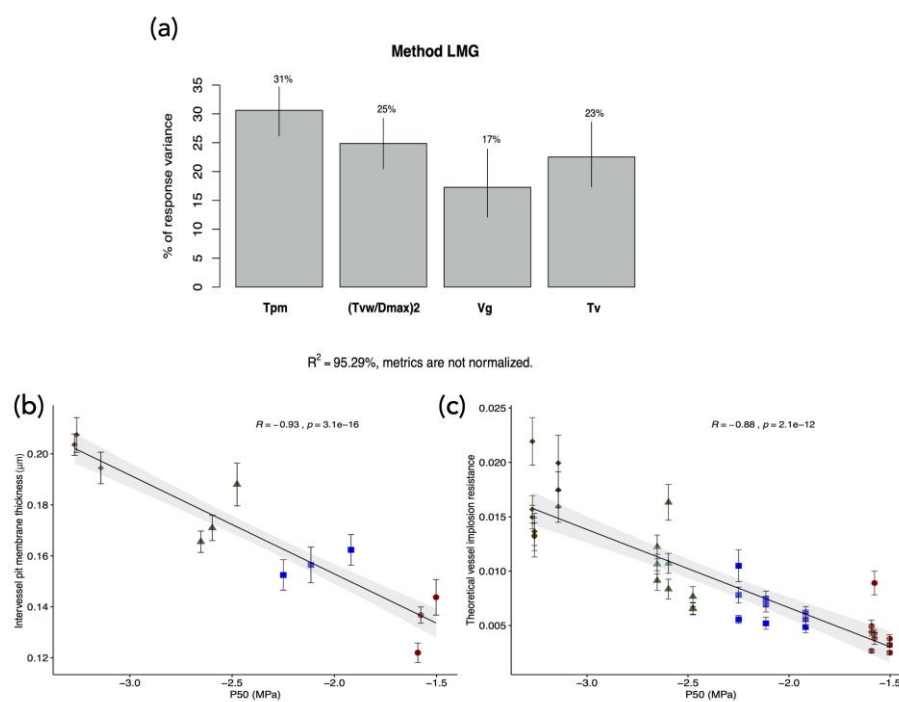 (a)
Method LMG
% of response variance
0 5 10 15 20 25 30 35
31%
25%
17%
23%
Tpm (Tvw/Dmax)2 Vg Tv
R² = 95.29%, metrics are not normalized.
(b)
R = −0.93 , p = 3.1e−16
Intervessel pit membrane thickness (μm)
0.20
0.18
0.16
0.14
0.12
−3.0 −2.5 −2.0 −1.5
P50 (MPa)
(c)
R = −0.88 , p = 2.1e−12
Theoretical vessel implosion resistance
0.025
0.020
0.015
0.010
0.005
−3.0 −2.5 −2.0 −1.5
P50 (MPa)